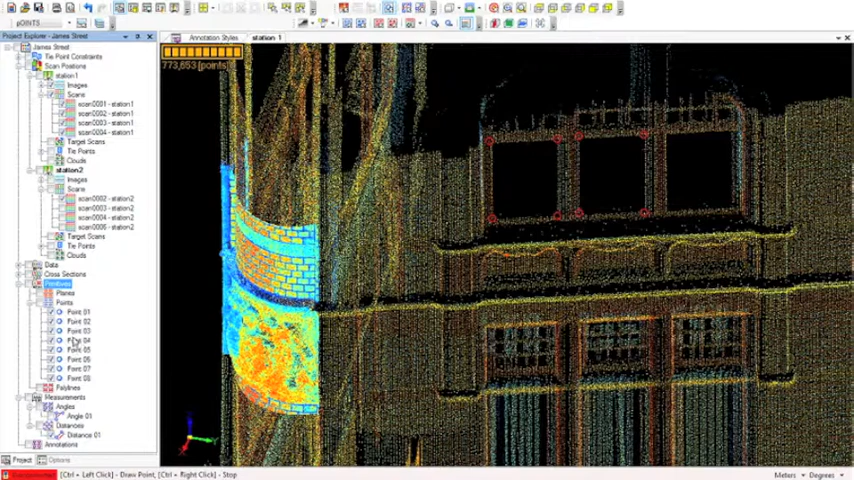 pOINTS
Project Explorer - James Street
Annotation Styles
station 1
773,653 [points]
James Street
Tie Point Constraints
Scan Positions
station1
Images
Scans
scan0001 - station1
scan0002 - station1
scan0003 - station1
scan0004 - station1
Target Scans
Tie Points
Clouds
station2
Images
Scans
scan0002 - station2
scan0003 - station2
scan0004 - station2
Target Scans
Tie Points
Clouds
Data
Cross Sections
Primitives
Planes
Points
Point 01
Point 02
Point 03
Point 05
Point 06
Point 07
Point 08
Polylines
Measurements
Angles
Angle 01
Distances
Distance 01
Annotations
Project
Options
[Ctrl + Left Click] - Draw Point, [Ctrl + Right Click] - Stop
Meters
Degrees